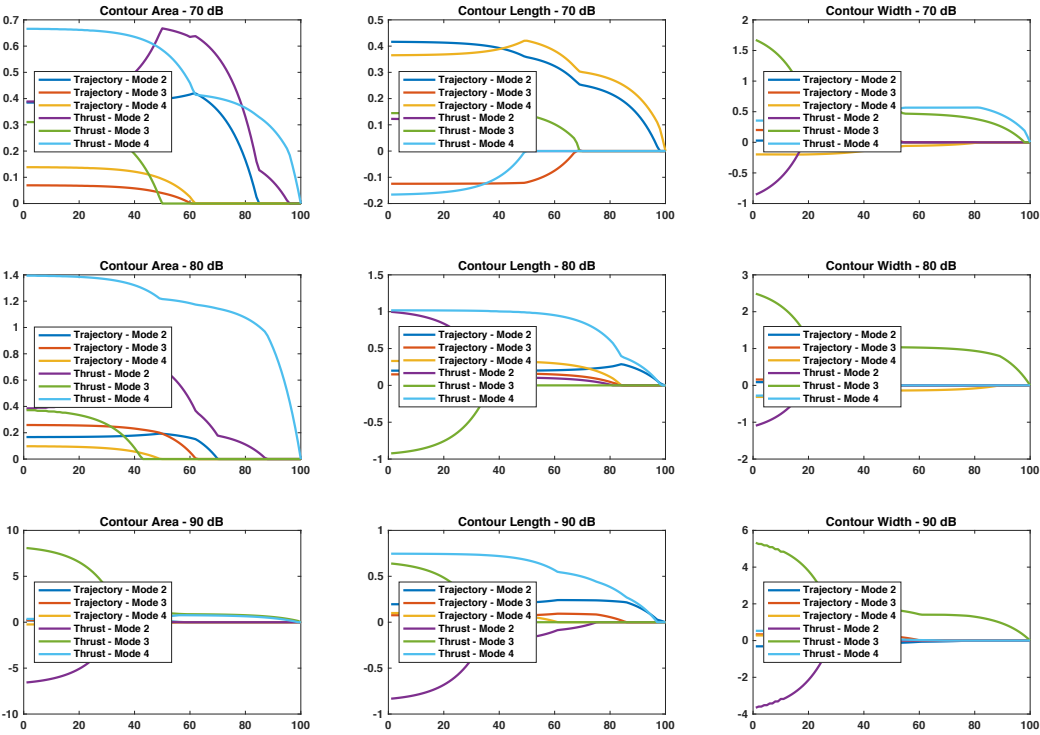 Contour Area - 70 dB
0.7
0.6
0.5
0.4
0.3
0.2
0.1
0
Trajectory - Mode 2
Trajectory - Mode 3
Trajectory - Mode 4
Thrust - Mode 2
Thrust - Mode 3
Thrust - Mode 4
0 20 40 60 80 100
Contour Length - 70 dB
0.5
0.4
0.3
0.2
0.1
0
-0.1
-0.2
Trajectory - Mode 2
Trajectory - Mode 3
Trajectory - Mode 4
Thrust - Mode 2
Thrust - Mode 3
Thrust - Mode 4
0 20 40 60 80 100
Contour Width - 70 dB
2
1.5
1
0.5
0
-0.5
-1
Trajectory - Mode 2
Trajectory - Mode 3
Trajectory - Mode 4
Thrust - Mode 2
Thrust - Mode 3
Thrust - Mode 4
0 20 40 60 80 100
Contour Area - 80 dB
1.4
1.2
1
0.8
0.6
0.4
0.2
0
Trajectory - Mode 2
Trajectory - Mode 3
Trajectory - Mode 4
Thrust - Mode 2
Thrust - Mode 3
Thrust - Mode 4
0 20 40 60 80 100
Contour Length - 80 dB
1.5
1
0.5
0
-0.5
-1
Trajectory - Mode 2
Trajectory - Mode 3
Trajectory - Mode 4
Thrust - Mode 2
Thrust - Mode 3
Thrust - Mode 4
0 20 40 60 80 100
Contour Width - 80 dB
3
2
1
0
-1
-2
Trajectory - Mode 2
Trajectory - Mode 3
Trajectory - Mode 4
Thrust - Mode 2
Thrust - Mode 3
Thrust - Mode 4
0 20 40 60 80 100
Contour Area - 90 dB
10
5
0
-5
-10
Trajectory - Mode 2
Trajectory - Mode 3
Trajectory - Mode 4
Thrust - Mode 2
Thrust - Mode 3
Thrust - Mode 4
0 20 40 60 80 100
Contour Length - 90 dB
1
0.5
0
-0.5
-1
Trajectory - Mode 2
Trajectory - Mode 3
Trajectory - Mode 4
Thrust - Mode 2
Thrust - Mode 3
Thrust - Mode 4
0 20 40 60 80 100
Contour Width - 90 dB
6
4
2
0
-2
-4
Trajectory - Mode 2
Trajectory - Mode 3
Trajectory - Mode 4
Thrust - Mode 2
Thrust - Mode 3
Thrust - Mode 4
0 20 40 60 80 100